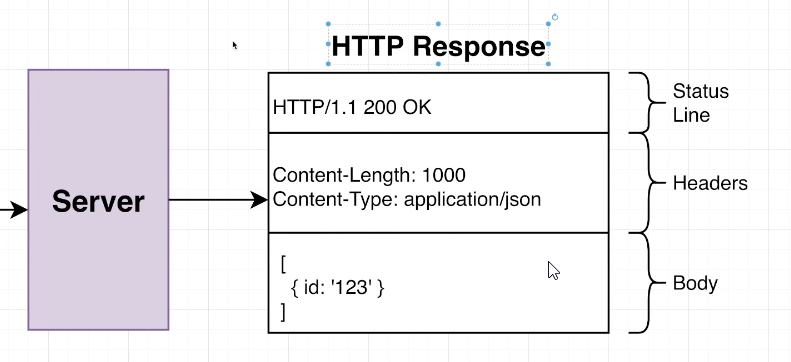 HTTP Response
Server
HTTP/1.1 200 OK
Status
Line
Content-Length: 1000
Content-Type: application/json
Headers
[
{ id: '123' }
]
Body